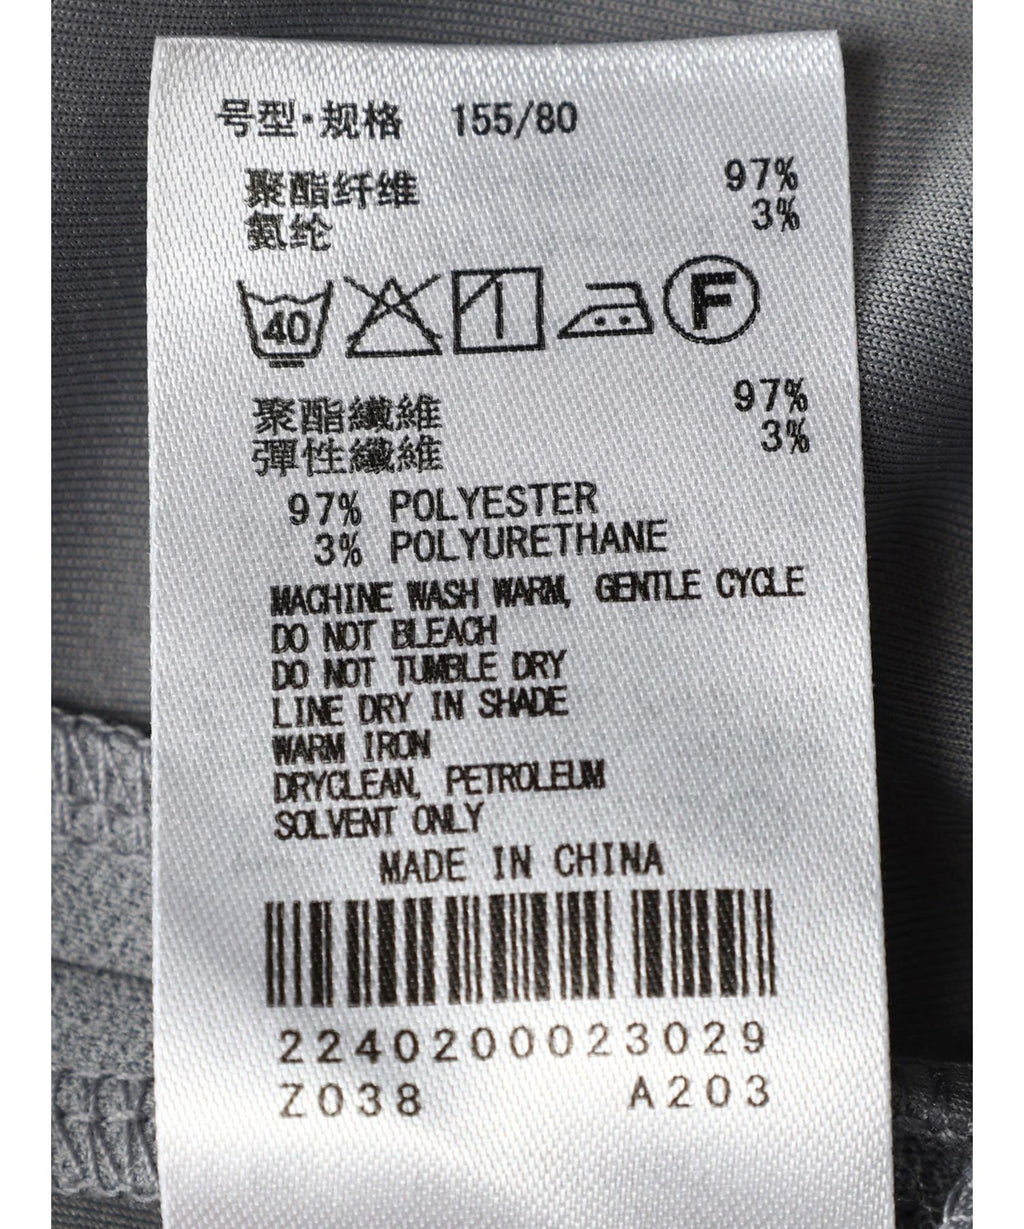 号型·规格 155/80
聚酯纤维 97%
氨纶 3%
40 F
聚酯纖維 97%
彈性纖維 3%
97% POLYESTER
3% POLYURETHANE
MACHINE WASH WARM, GENTLE CYCLE
DO NOT BLEACH
DO NOT TUMBLE DRY
LINE DRY IN SHADE
WARM IRON
DRYCLEAN, PETROLEUM
SOLVENT ONLY
MADE IN CHINA
2240200023029
Z038 A203